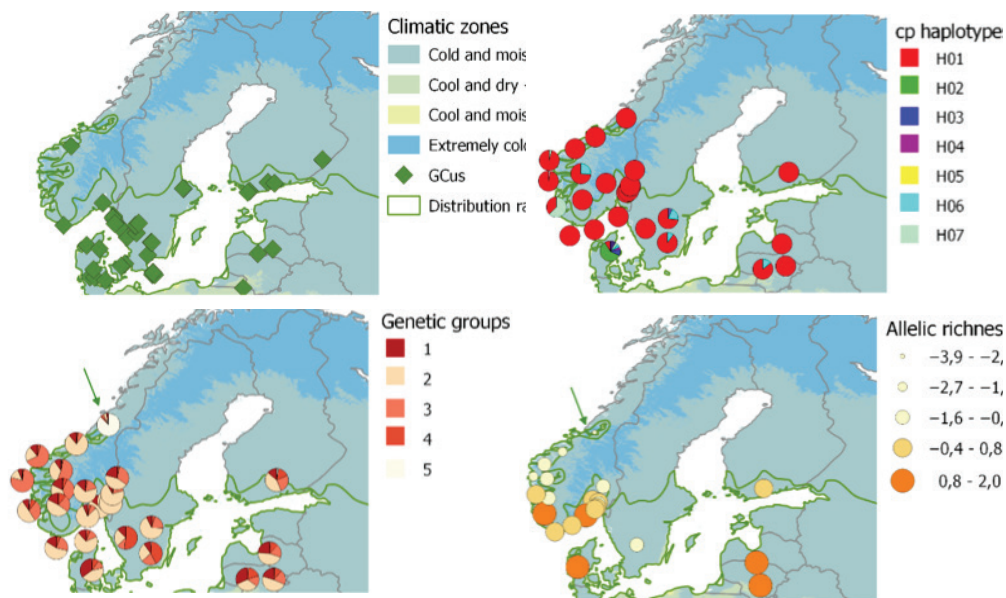 Climatic zones
Cold and mois
Cool and dry -
Cool and mois
Extremely colc
GCus
Distribution ra
cp haplotypes
H01
H02
H03
H04
H05
H06
H07
Genetic groups
1
2
3
4
5
Allelic richnes
−3,9 - −2,
−2,7 - −1,
−1,6 - −0,
−0,4 - 0,8
0,8 - 2,0